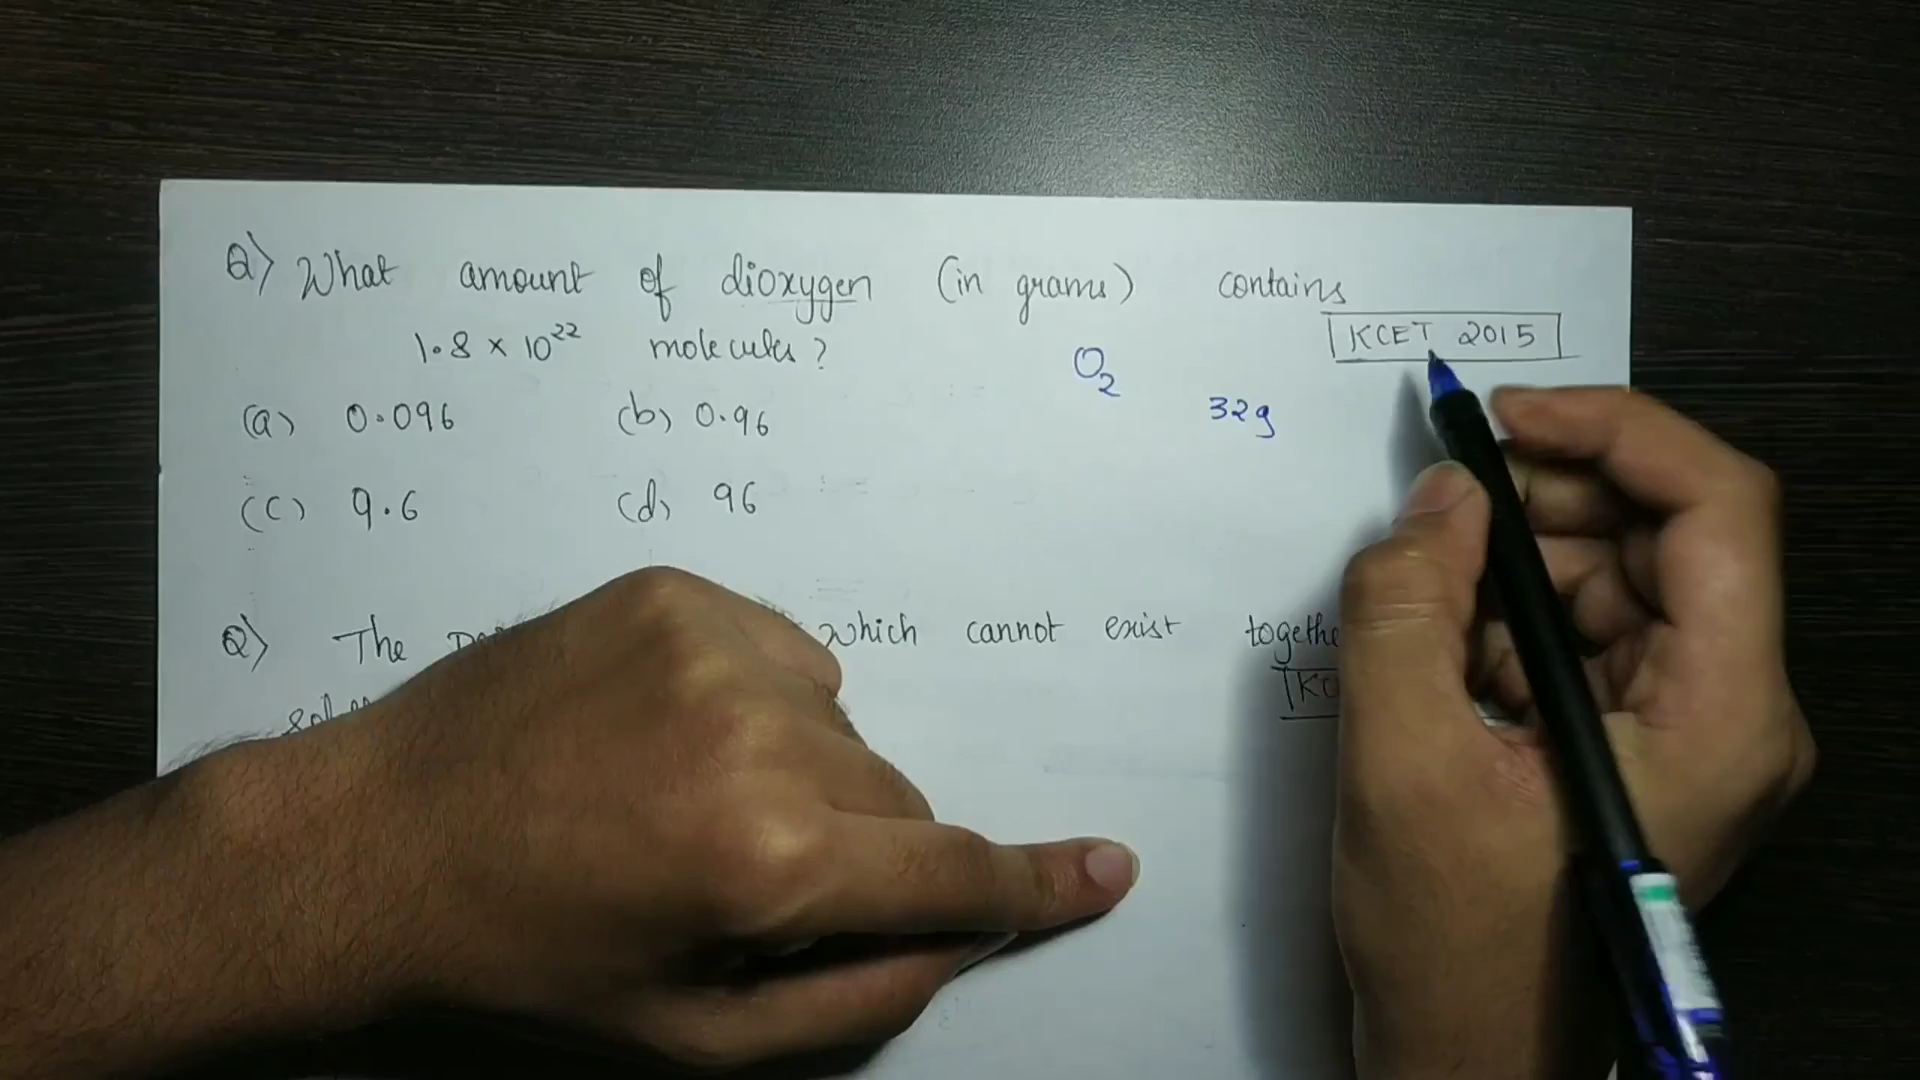 Q) What amount of dioxygen (in grams) contains
1.8 × 10²² molecules ?
KCET 2015
O₂
32g
(a) 0.096 (b) 0.96
(c) 9.6 (d) 96
Q) The which cannot exist